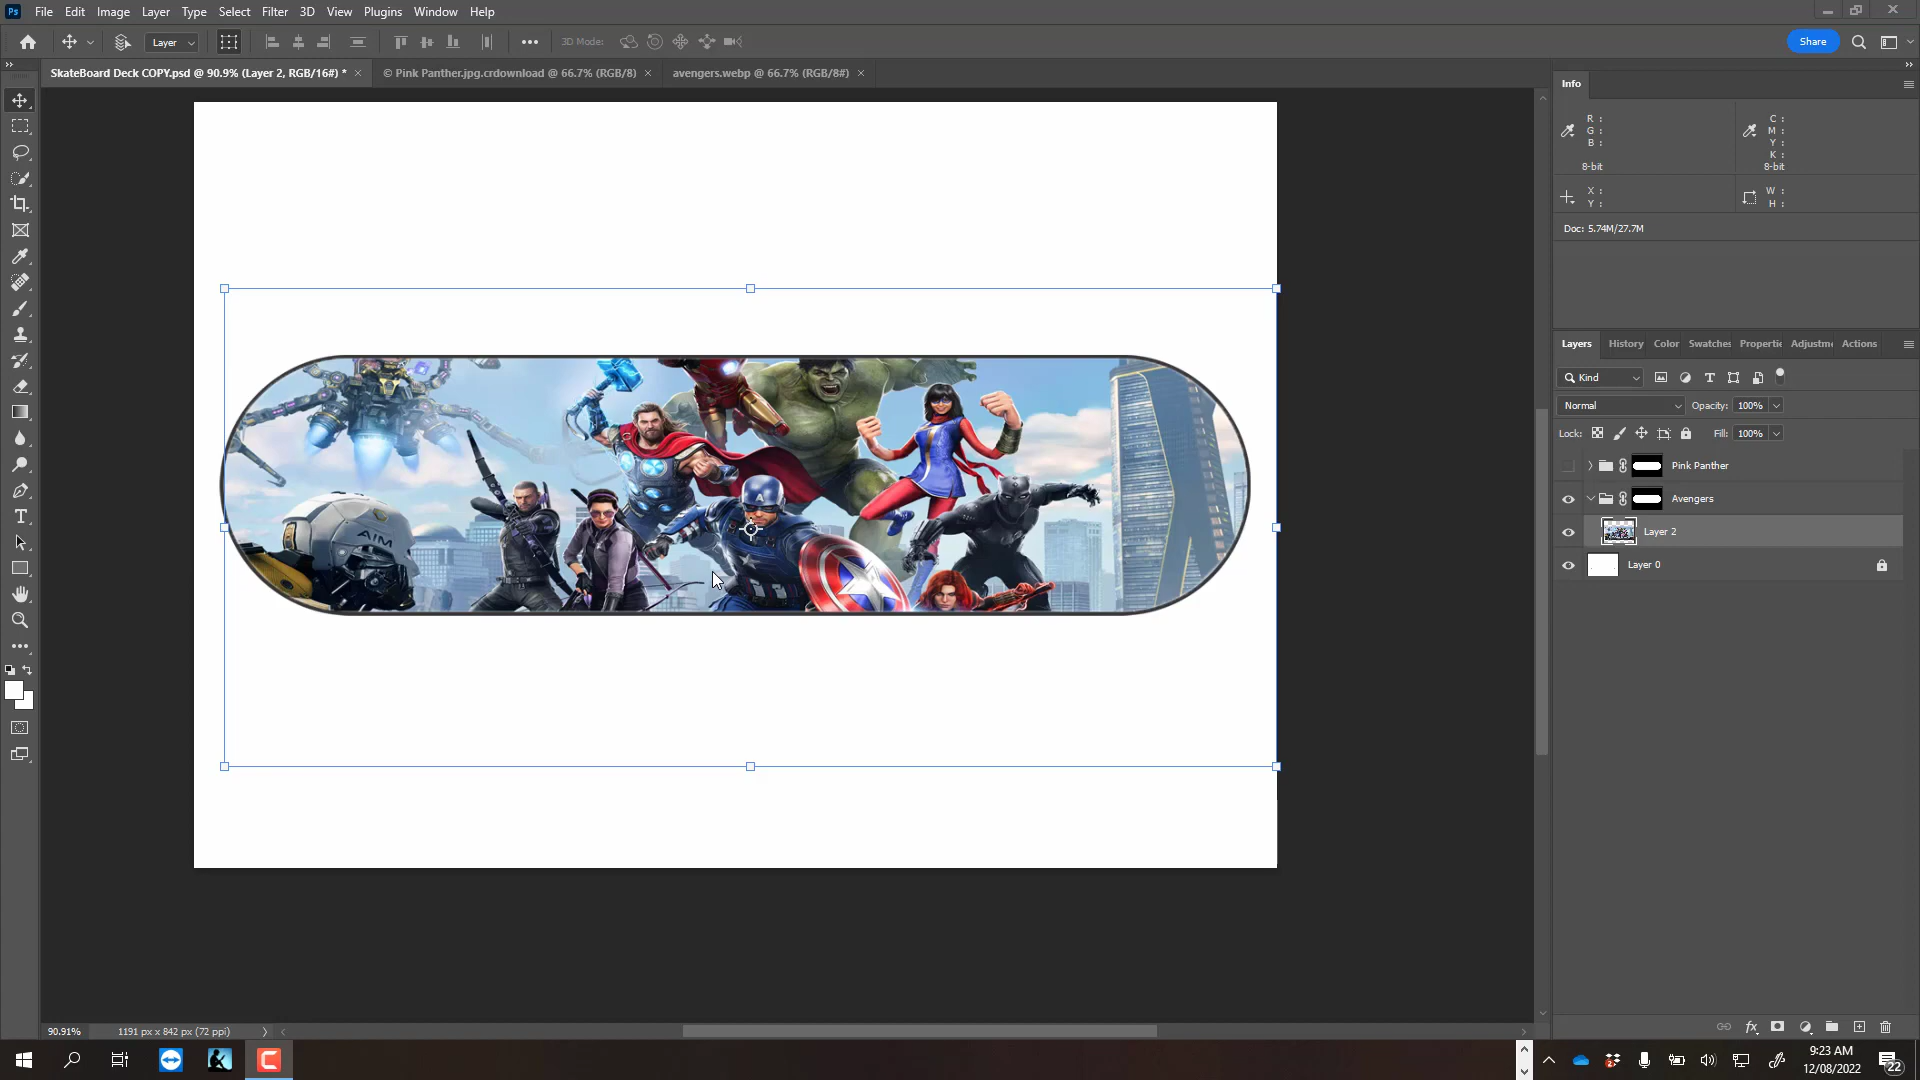 Ps File Edit Image Layer Type Select Filter 3D View Plugins Window Help
Layer 3D Mode: Share
SkateBoard Deck COPY.psd @ 90.9% (Layer 2, RGB/16#) * × © Pink Panther.jpg.crdownload @ 66.7% (RGB/8) × avengers.webp @ 66.7% (RGB/8#) ×
Info
R :
G :
B :
8-bit
C :
M :
Y :
K :
8-bit
X :
Y :
W :
H :
Doc: 5.74M/27.7M
Layers History Color Swatches Properti Adjustm Actions
Kind
Normal Opacity: 100%
Lock: Fill: 100%
Pink Panther
Avengers
Layer 2
Layer 0
AIM
A
90.91% 1191 px x 842 px (72 ppi)
fx
9:23 AM
12/08/2022
22